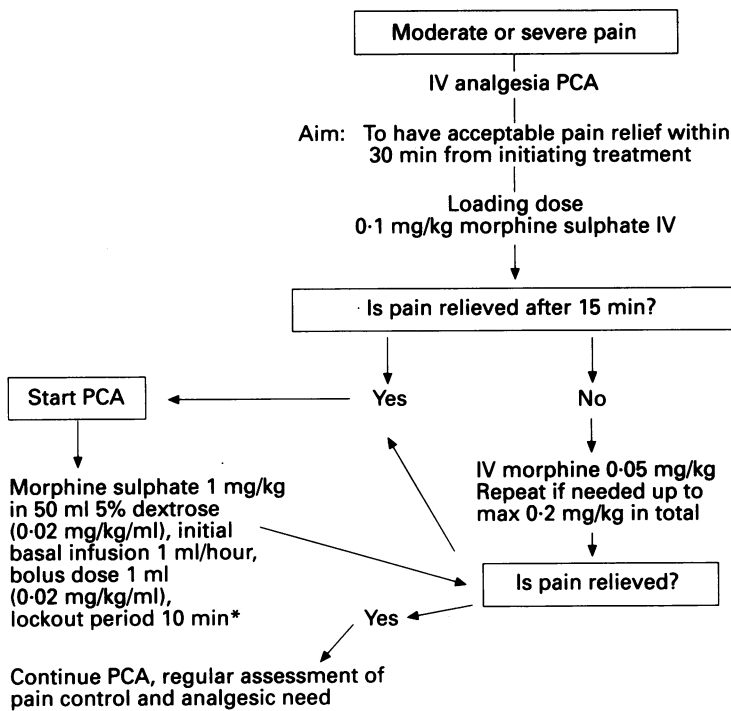 Moderate or severe pain
IV analgesia PCA
Aim: To have acceptable pain relief within
30 min from initiating treatment
Loading dose
0·1 mg/kg morphine sulphate IV
Is pain relieved after 15 min?
Yes
No
Start PCA
IV morphine 0·05 mg/kg
Repeat if needed up to
max 0·2 mg/kg in total
Morphine sulphate 1 mg/kg
in 50 ml 5% dextrose
(0·02 mg/kg/ml), initial
basal infusion 1 ml/hour,
bolus dose 1 ml
(0·02 mg/kg/ml),
lockout period 10 min*
Is pain relieved?
Yes
Continue PCA, regular assessment of
pain control and analgesic need